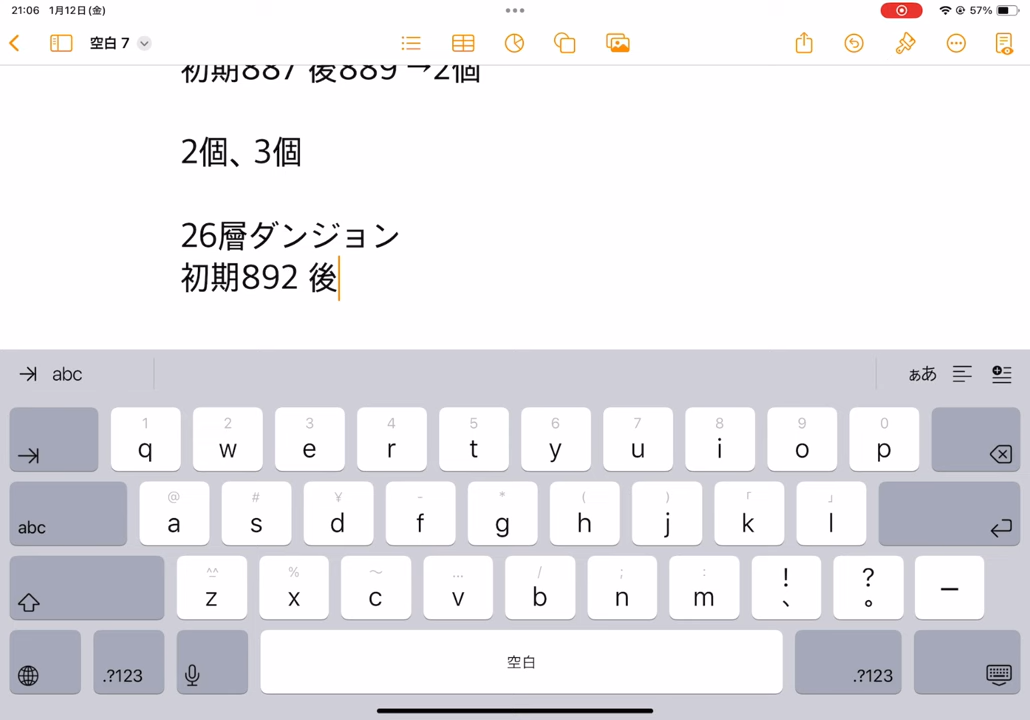 21:06 1月12日(金)
57%
空白 7
初期887 後889 →2個
2個、3個
26層ダンジョン
初期892 後
abc
ぁあ
1 2 3 4 5 6 7 8 9 0
q w e r t y u i o p
@ # ¥ - * ( ) 「 」
abc a s d f g h j k l
^^ % 〜 … / ; : ! ?
z x c v b n m 、 。 ー
.?123 空白 .?123